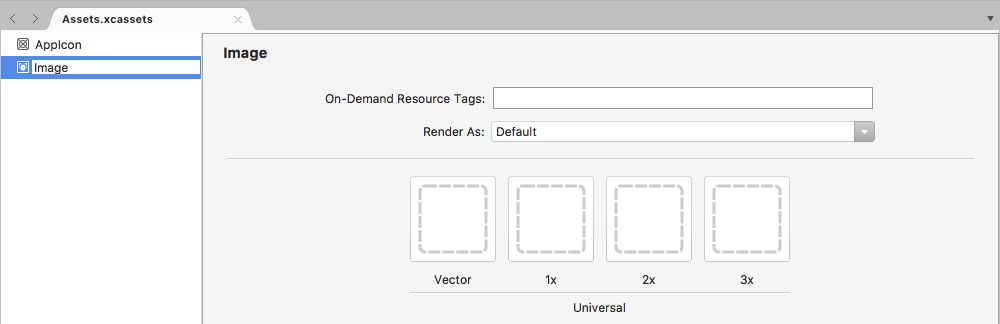 Assets.xcassets
AppIcon
Image
Image
On-Demand Resource Tags:
Render As: Default
Vector 1x 2x 3x
Universal